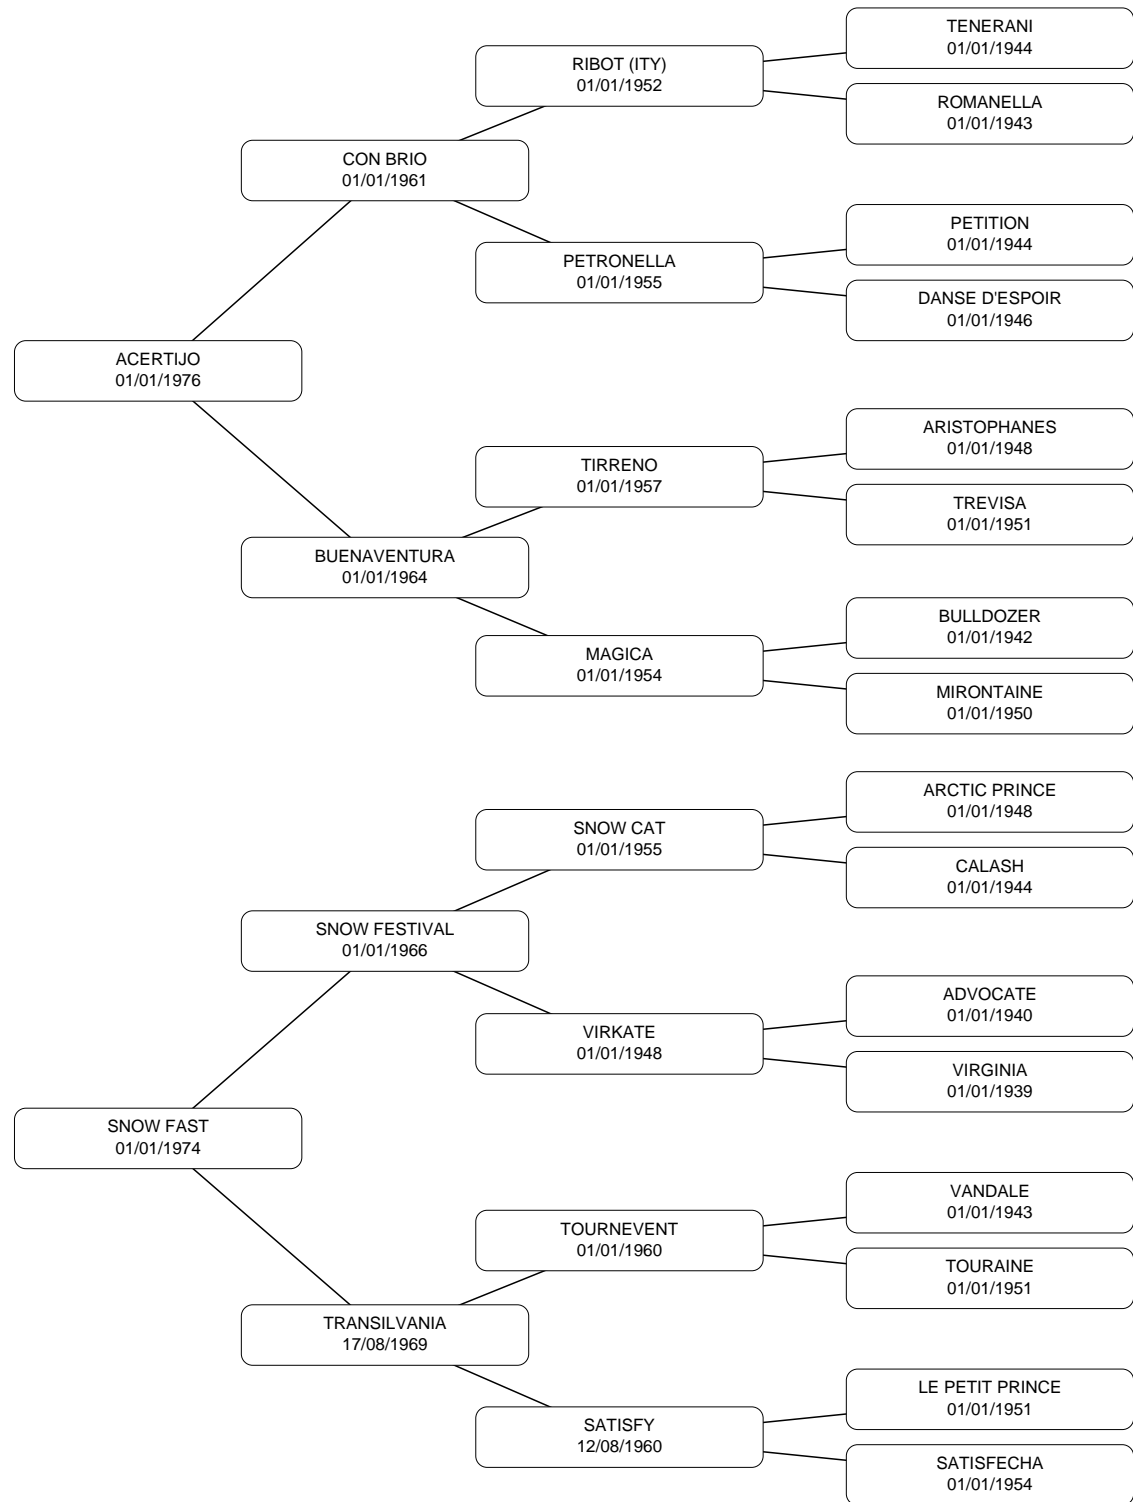 TENERANI
01/01/1944
RIBOT (ITY)
01/01/1952
ROMANELLA
01/01/1943
CON BRIO
01/01/1961
PETITION
01/01/1944
PETRONELLA
01/01/1955
DANSE D'ESPOIR
01/01/1946
ACERTIJO
01/01/1976
ARISTOPHANES
01/01/1948
TIRRENO
01/01/1957
TREVISA
01/01/1951
BUENAVENTURA
01/01/1964
BULLDOZER
01/01/1942
MAGICA
01/01/1954
MIRONTAINE
01/01/1950
ARCTIC PRINCE
01/01/1948
SNOW CAT
01/01/1955
CALASH
01/01/1944
SNOW FESTIVAL
01/01/1966
ADVOCATE
01/01/1940
VIRKATE
01/01/1948
VIRGINIA
01/01/1939
SNOW FAST
01/01/1974
VANDALE
01/01/1943
TOURNEVENT
01/01/1960
TOURAINE
01/01/1951
TRANSILVANIA
17/08/1969
LE PETIT PRINCE
01/01/1951
SATISFY
12/08/1960
SATISFECHA
01/01/1954